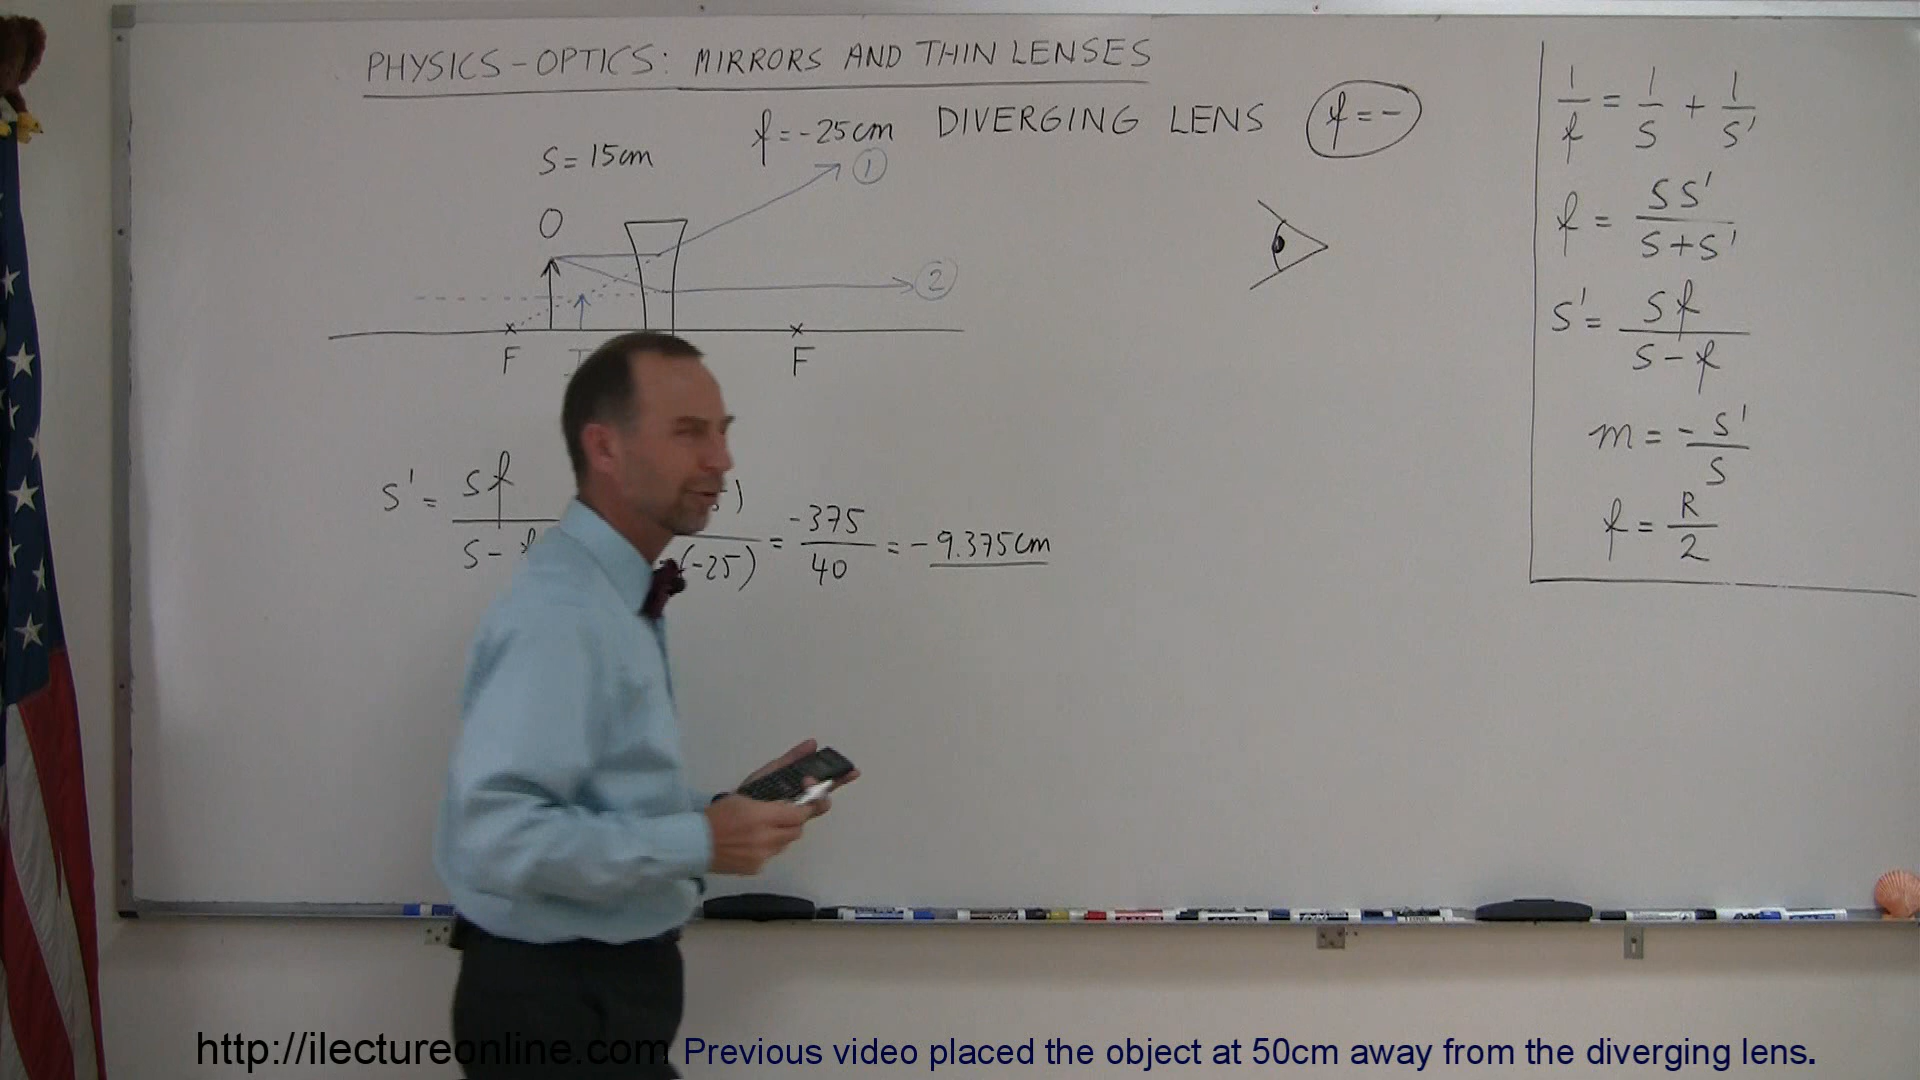 PHYSICS-OPTICS: MIRRORS AND THIN LENSES
f = -25cm DIVERGING LENS f = -
S = 15cm
1
O
2
F F
S' = Sf / S- -375 / 40 = -9.375cm
(-25) =
1/f = 1/S + 1/S'
f = SS' / S+S'
S' = Sf / S-f
m = -S' / S
f = R / 2
http://ilectureonline.com Previous video placed the object at 50cm away from the diverging lens.